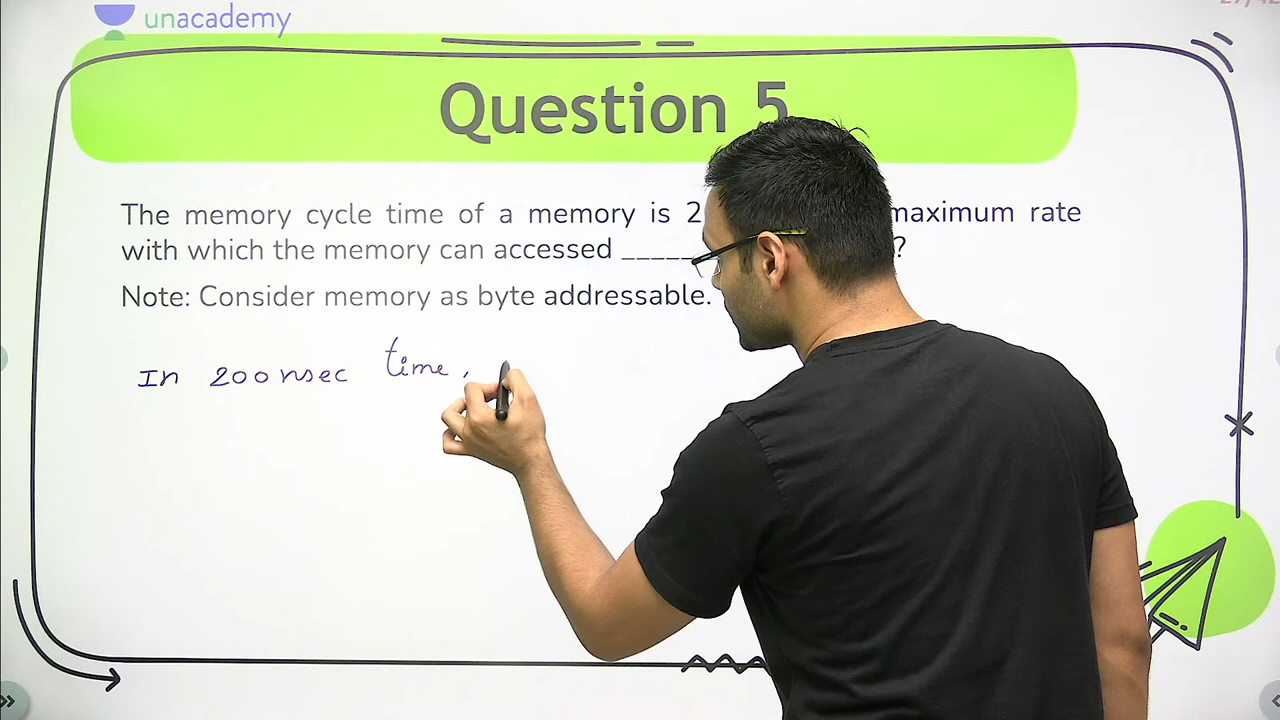 unacademy
Question 5
The memory cycle time of a memory is 2 maximum rate
with which the memory can accessed _____ ?
Note: Consider memory as byte addressable.
In 200nsec time,